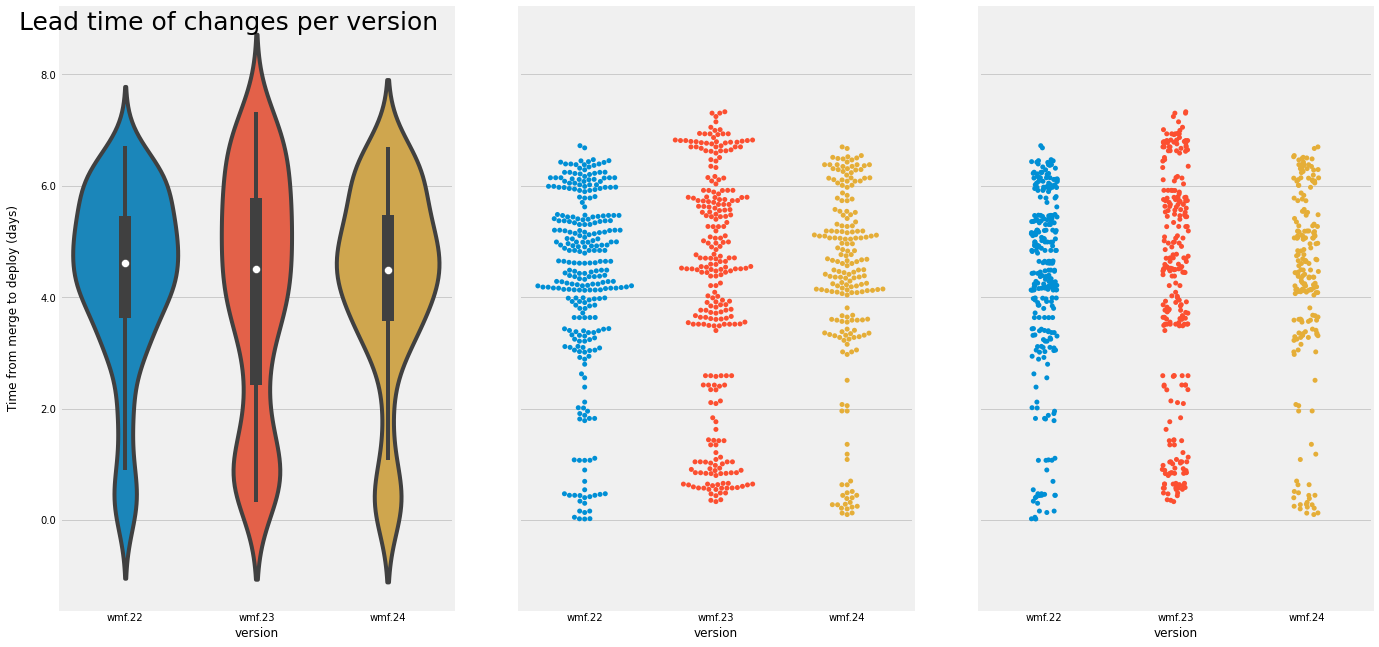 Lead time of changes per version
Time from merge to deploy (days)
8.0
6.0
4.0
2.0
0.0
wmf.22 wmf.23 wmf.24
version
wmf.22 wmf.23 wmf.24
version
wmf.22 wmf.23 wmf.24
version